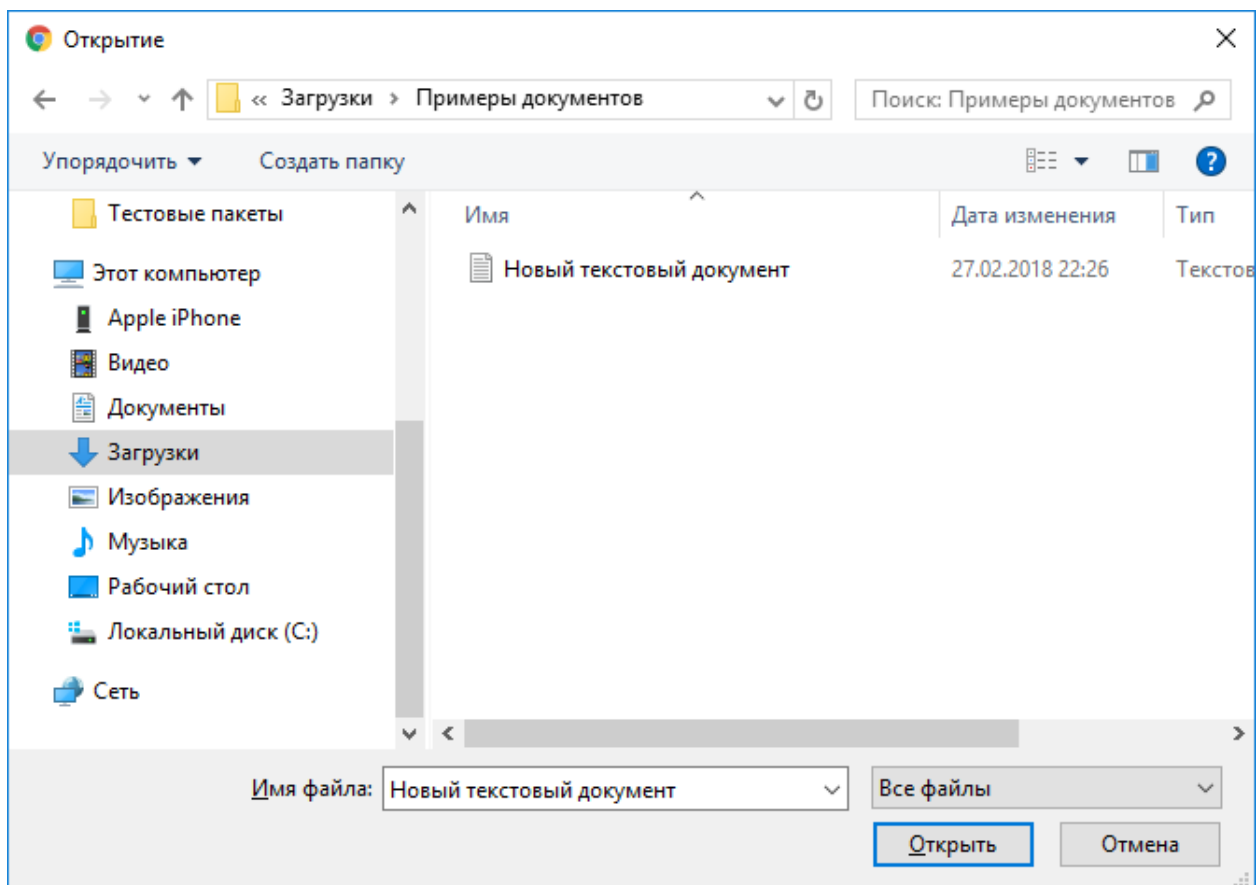 Открытие
« Загрузки › Примеры документов
Поиск: Примеры документов
Упорядочить Создать папку
Тестовые пакеты
Этот компьютер
Apple iPhone
Видео
Документы
Загрузки
Изображения
Музыка
Рабочий стол
Локальный диск (C:)
Сеть
Имя Дата изменения Тип
Новый текстовый документ 27.02.2018 22:26 Текстов
Имя файла: Новый текстовый документ Все файлы
Открыть Отмена